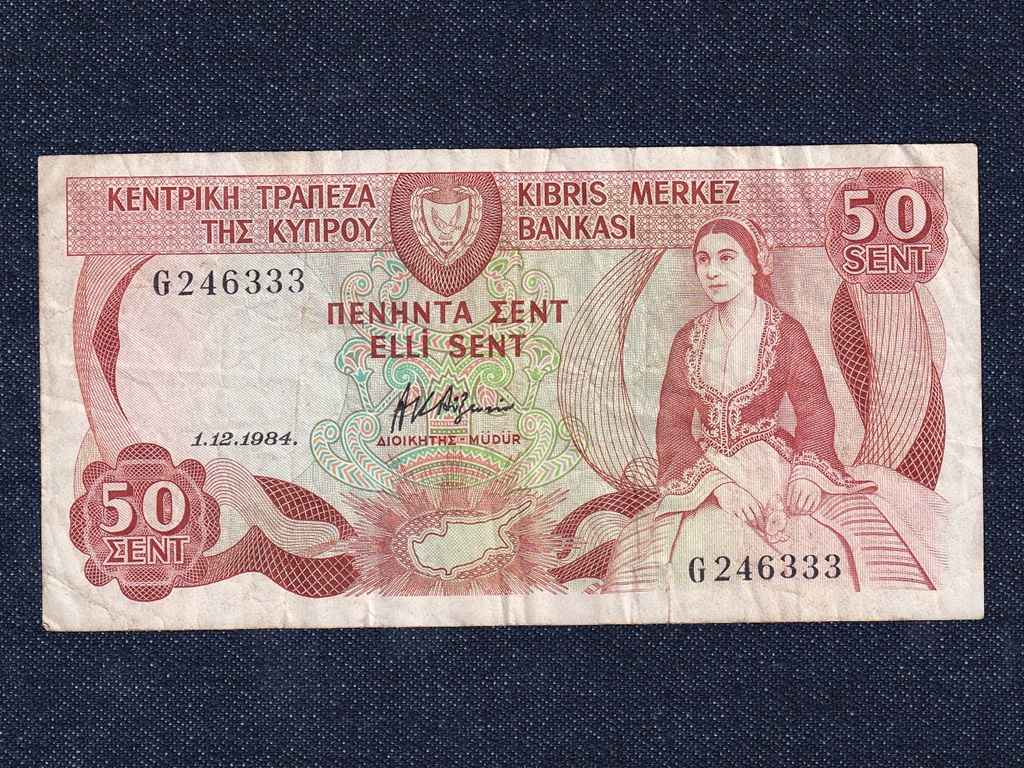 ΚΕΝΤΡΙΚΗ ΤΡΑΠΕΖΑ
ΤΗΣ ΚΥΠΡΟΥ
KIBRIS MERKEZ
BANKASI
50
SENT
G246333
ΠΕΝΗΝΤΑ ΣΕΝΤ
ELLİ SENT
1.12.1984.
ΔΙΟΙΚΗΤΗΣ - MÜDÜR
50
ΣΕΝΤ
G246333